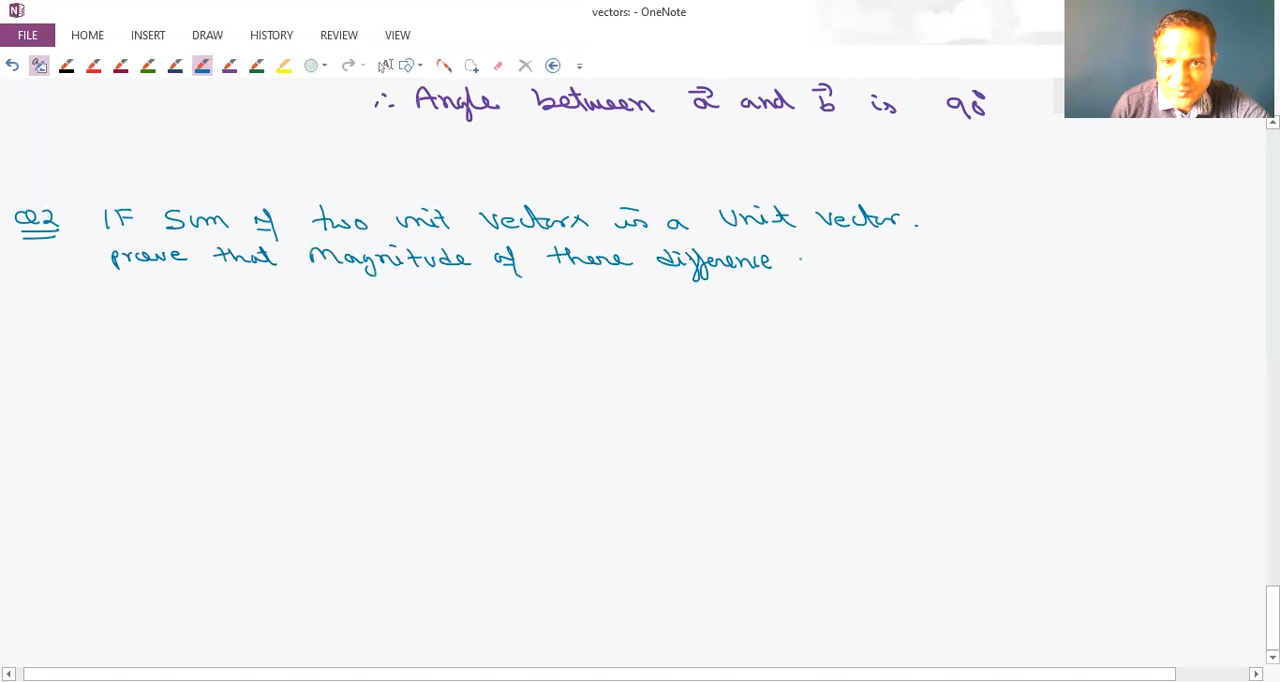 vectors: - OneNote
FILE HOME INSERT DRAW HISTORY REVIEW VIEW
∴ Angle between a⃗ and b⃗ is 90°
Q2 IF Sum of two unit vectors is a Unit vector.
prove that Magnitude of there difference